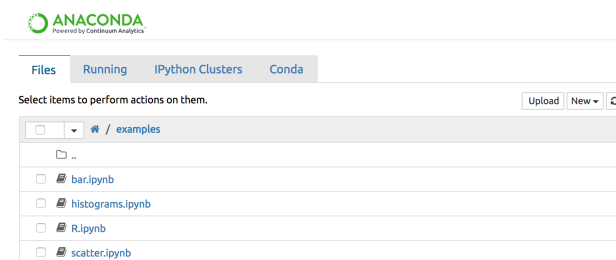 ANACONDA
Powered by Continuum Analytics
Files Running IPython Clusters Conda
Select items to perform actions on them.
Upload New
/ examples
..
bar.ipynb
histograms.ipynb
R.ipynb
scatter.ipynb